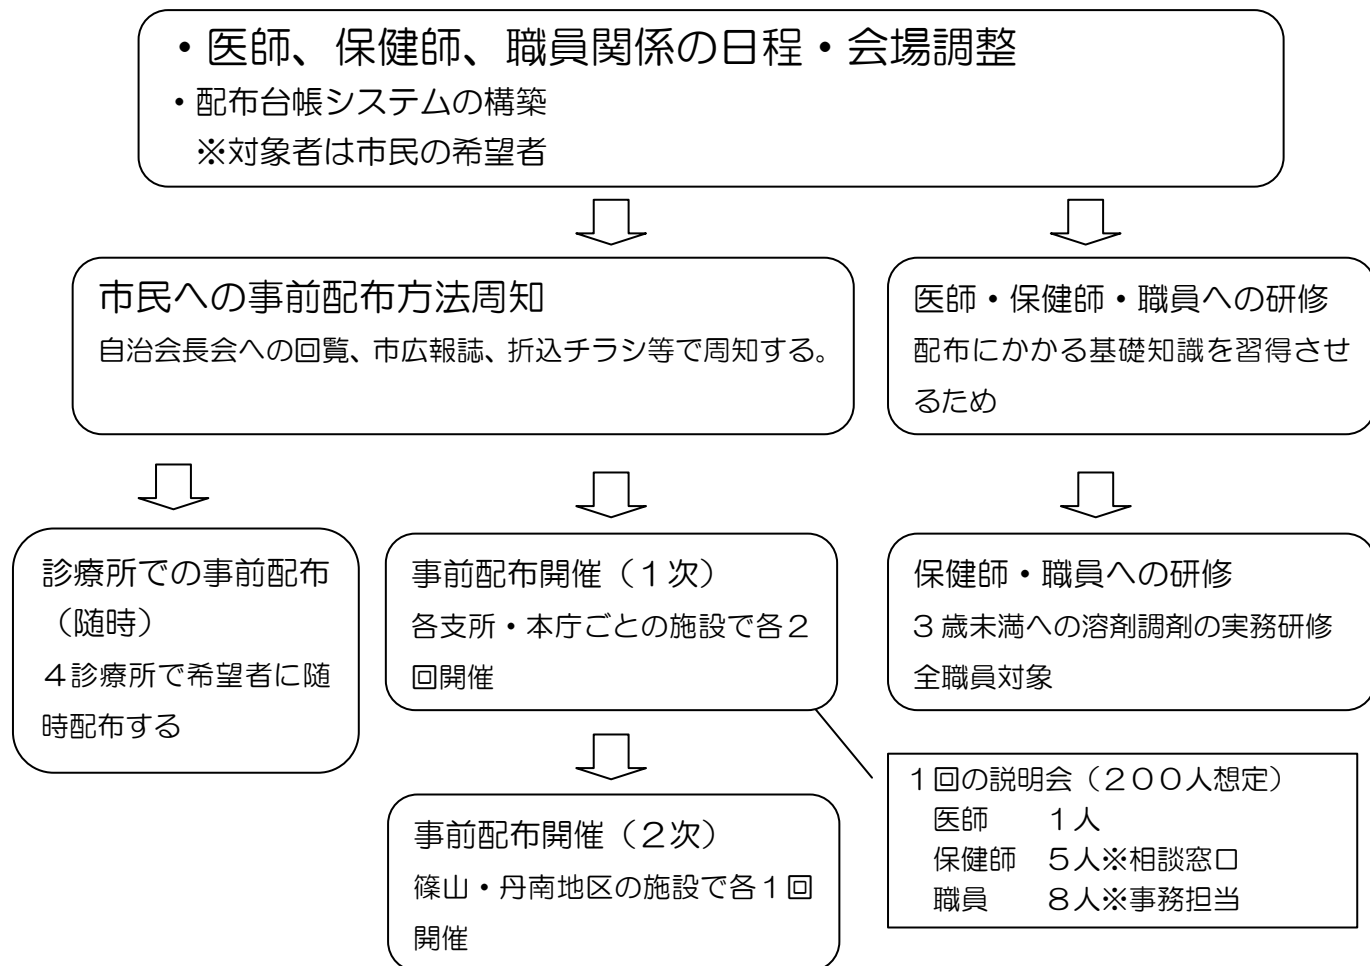 ・医師、保健師、職員関係の日程・会場調整
・配布台帳システムの構築
※対象者は市民の希望者
市民への事前配布方法周知
自治会長会への回覧、市広報誌、折込チラシ等で周知する。
医師・保健師・職員への研修
配布にかかる基礎知識を習得させ
るため
診療所での事前配布
（随時）
４診療所で希望者に随
時配布する
事前配布開催（１次）
各支所・本庁ごとの施設で各２
回開催
保健師・職員への研修
３歳未満への溶剤調剤の実務研修
全職員対象
事前配布開催（２次）
篠山・丹南地区の施設で各１回
開催
１回の説明会（２００人想定）
医師　　１人
保健師　５人※相談窓口
職員　　８人※事務担当